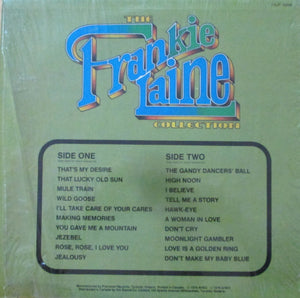 THE
Frankie
Laine
COLLECTION
SIDE ONE
THAT'S MY DESIRE
THAT LUCKY OLD SUN
MULE TRAIN
WILD GOOSE
I'LL TAKE CARE OF YOUR CARES
MAKING MEMORIES
YOU GAVE ME A MOUNTAIN
JEZEBEL
ROSE, ROSE, I LOVE YOU
JEALOUSY
SIDE TWO
THE GANDY DANCERS' BALL
HIGH NOON
I BELIEVE
TELL ME A STORY
HAWK-EYE
A WOMAN IN LOVE
DON'T CRY
MOONLIGHT GAMBLER
LOVE IS A GOLDEN RING
DON'T MAKE MY BABY BLUE